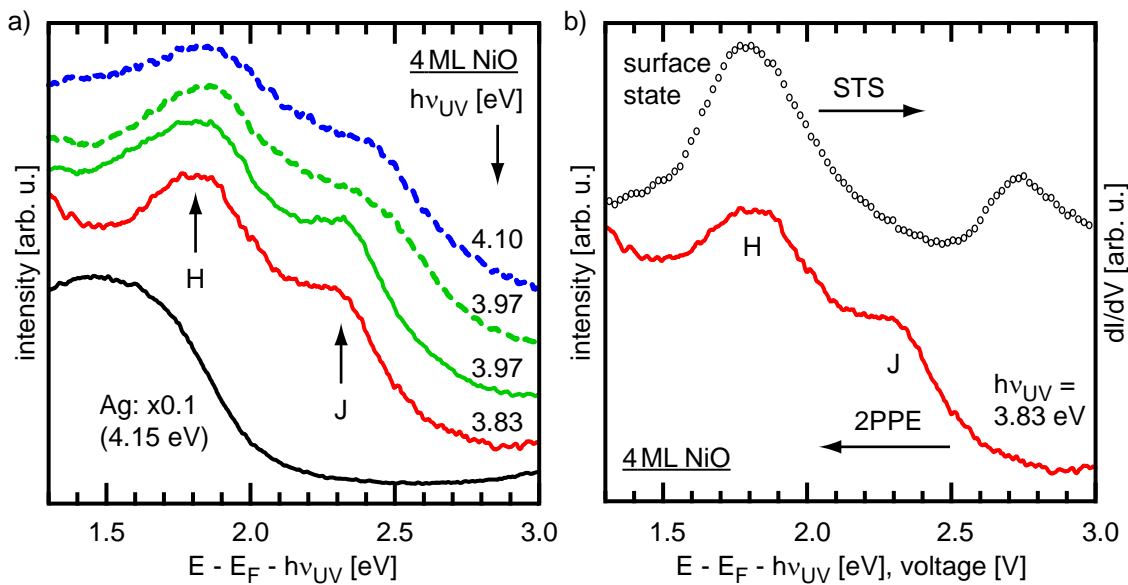 a)
4 ML NiO
hν_UV [eV]
4.10
3.97
3.97
3.83
H
J
Ag: x0.1
(4.15 eV)
intensity [arb. u.]
1.5 2.0 2.5 3.0
E - E_F - hν_UV [eV]
b)
surface
state
STS
H
J
hν_UV =
3.83 eV
2PPE
4 ML NiO
intensity [arb. u.]
dI/dV [arb. u.]
1.5 2.0 2.5 3.0
E - E_F - hν_UV [eV], voltage [V]